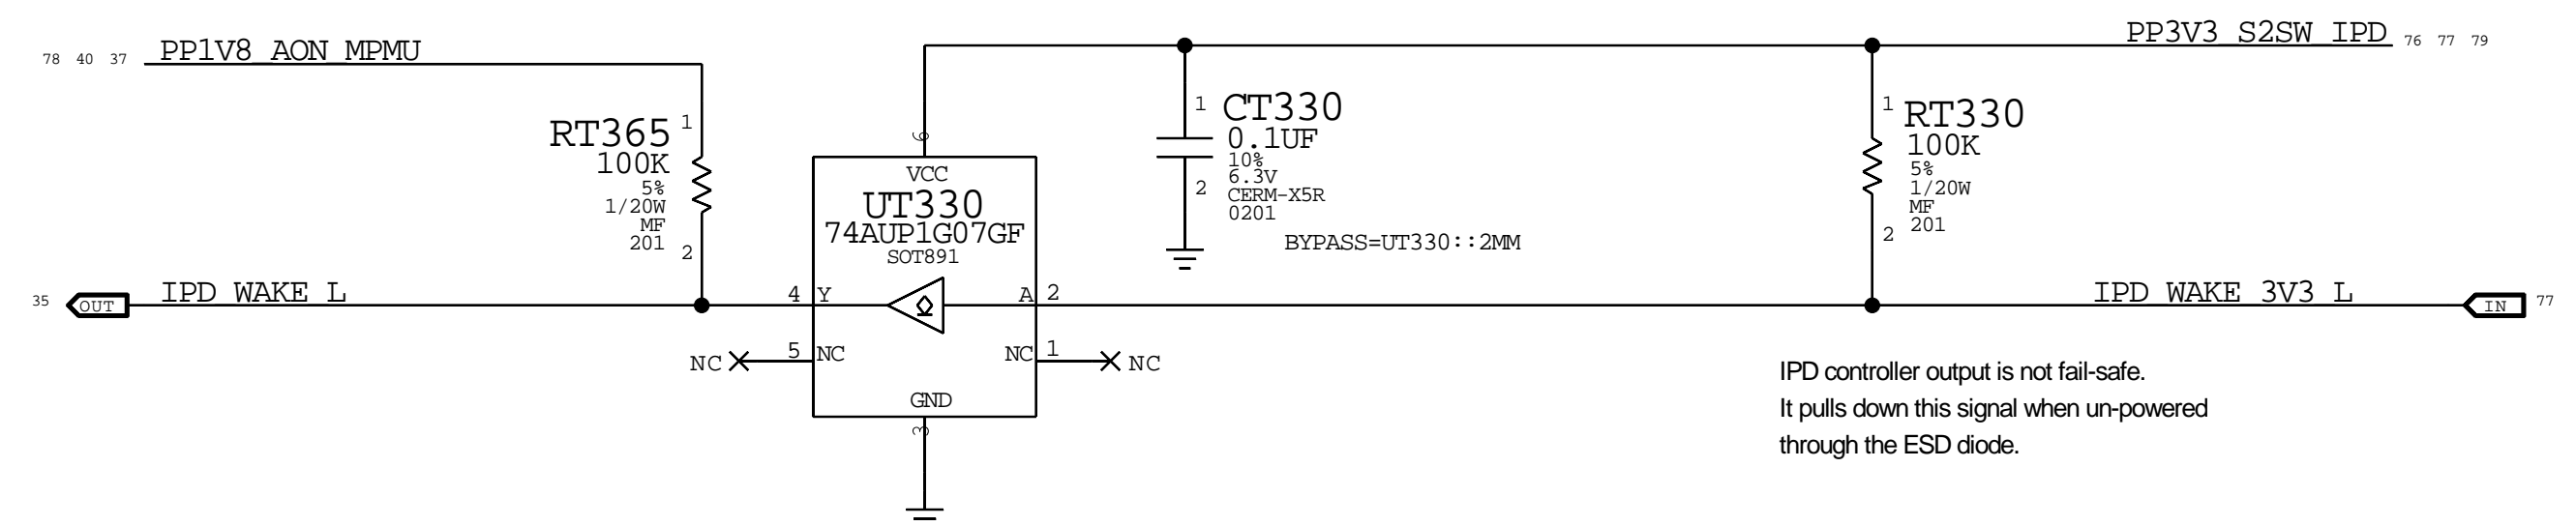 78 40 37 PP1V8_AON_MPMU
PP3V3_S2SW_IPD 76 77 79
RT365 1
100K
5%
1/20W
MF
201
2
6
VCC
UT330
74AUP1G07GF
SOT891
4 Y
A 2
NC 5 NC
NC 1 NC
GND
3
1 CT330
0.1UF
10%
6.3V
2 CERM-X5R
0201
BYPASS=UT330::2MM
1 RT330
100K
5%
1/20W
MF
201
2
35 OUT IPD_WAKE_L
IPD_WAKE_3V3_L IN 77
IPD controller output is not fail-safe.
It pulls down this signal when un-powered
through the ESD diode.